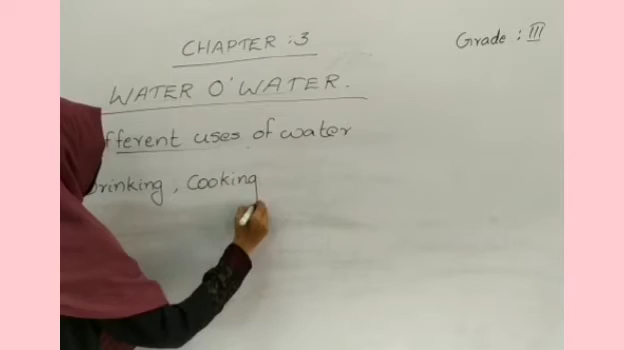 CHAPTER : 3
Grade : III
WATER O' WATER.
fferent uses of water
rinking, Cooking